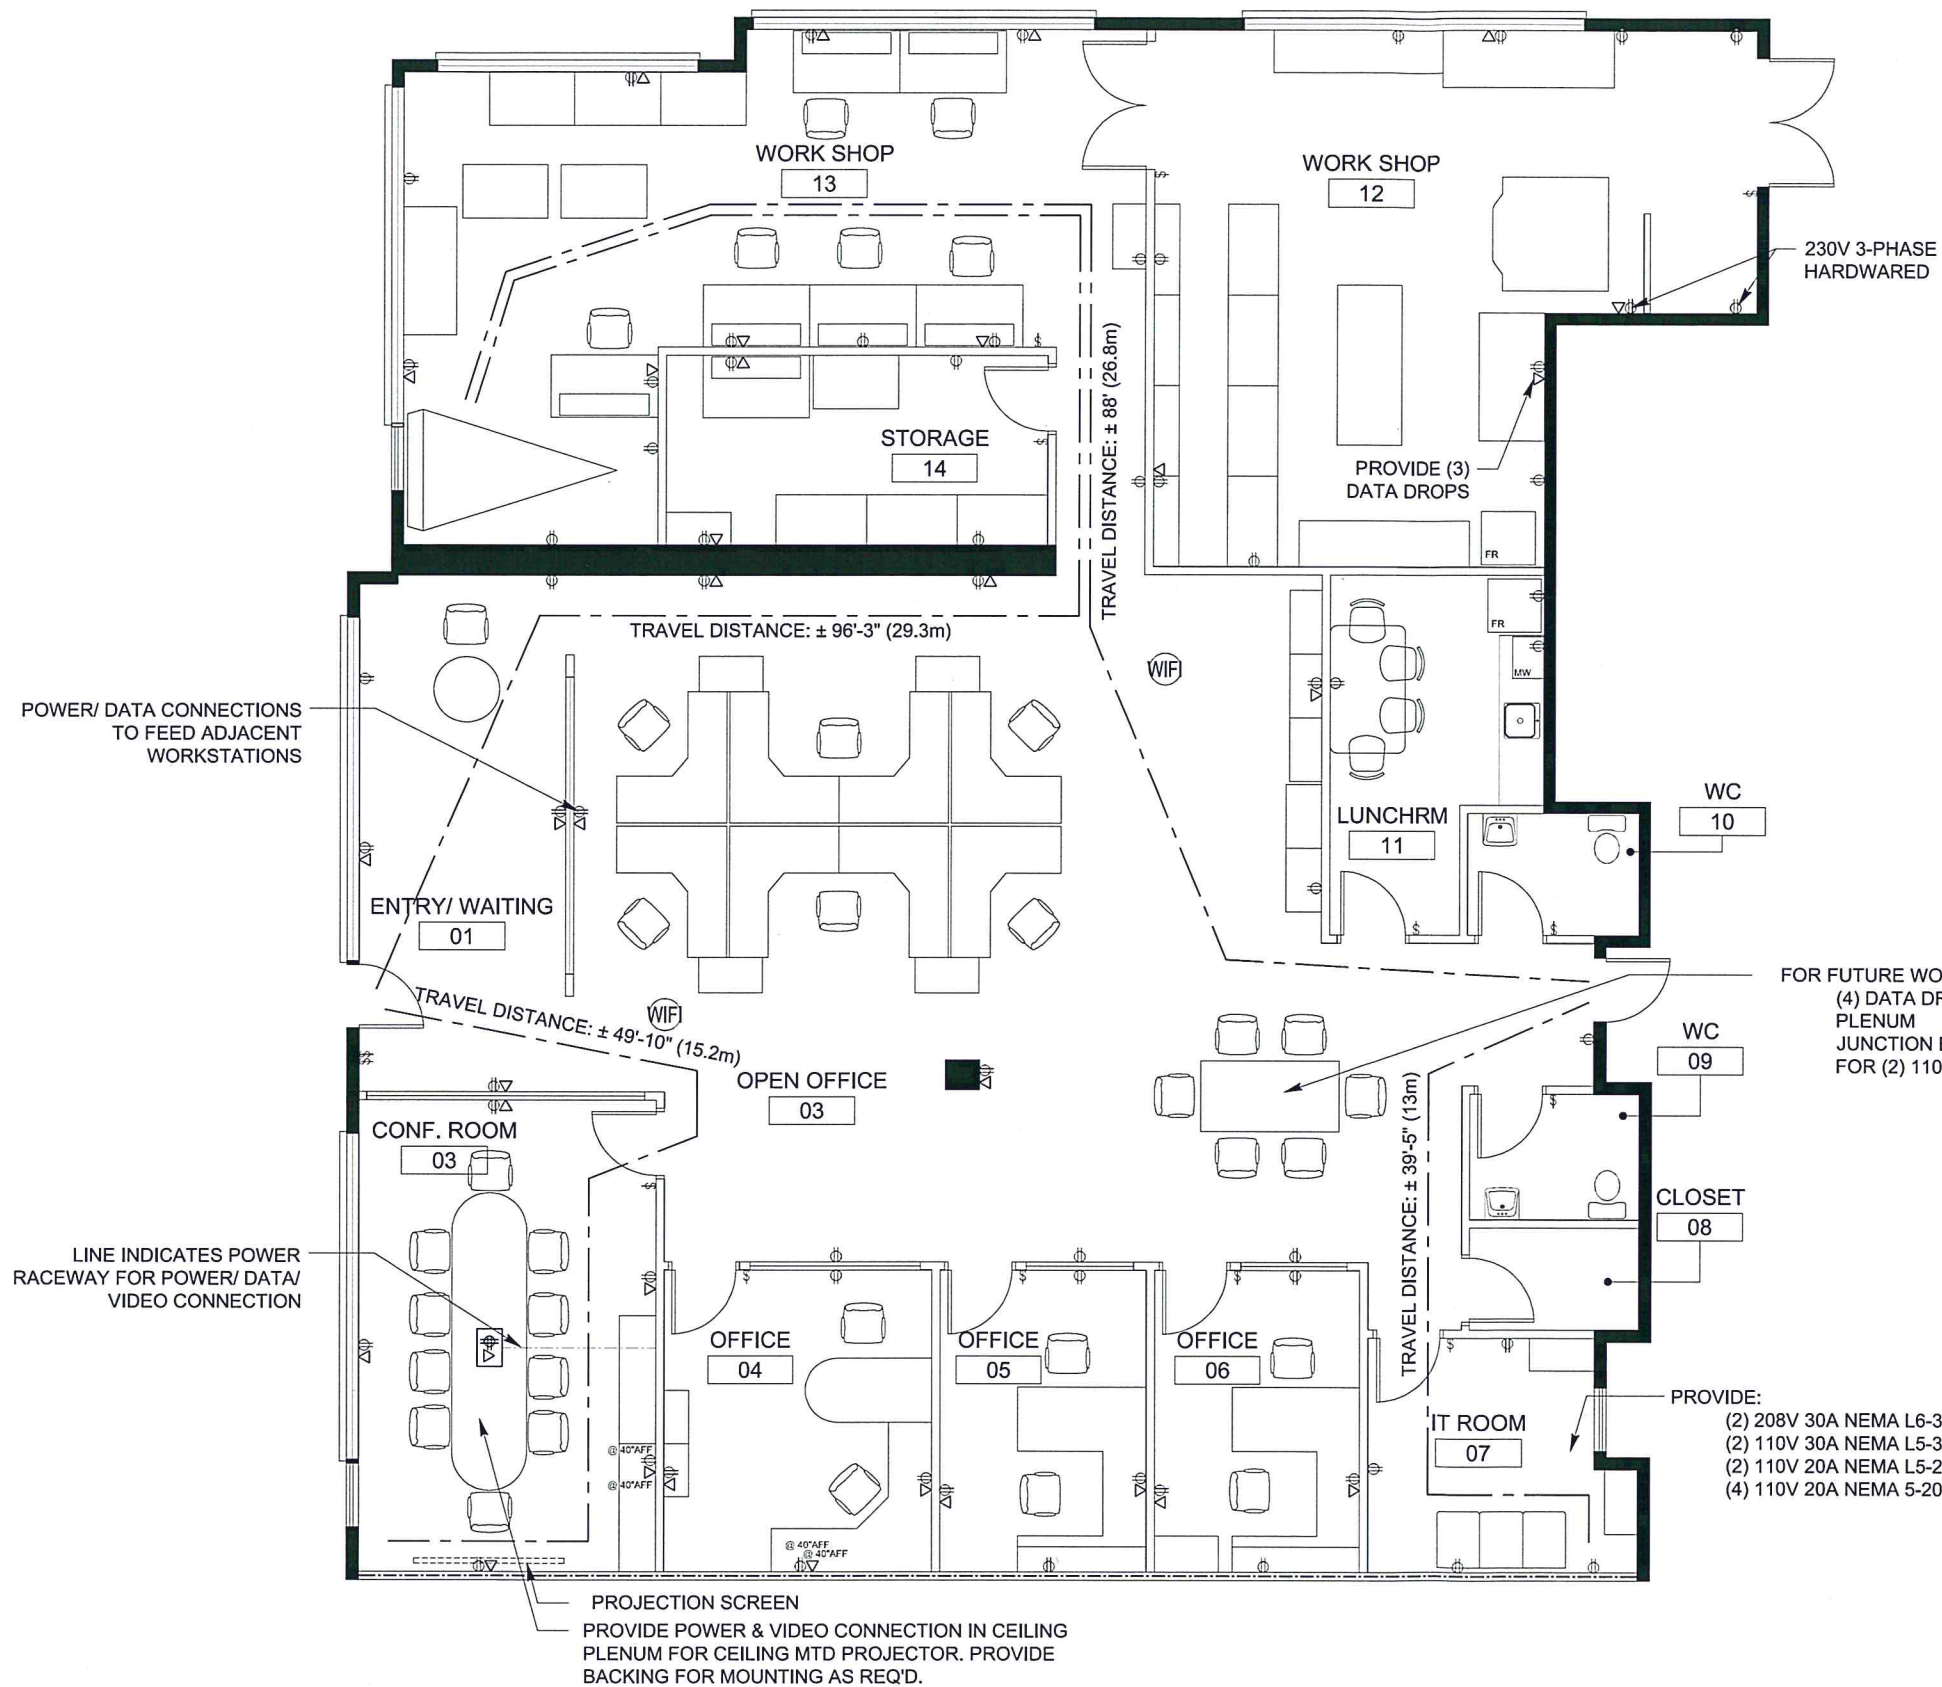 WORK SHOP
13
WORK SHOP
12
230V 3-PHASE
HARDWARED
STORAGE
14
TRAVEL DISTANCE: ± 88' (26.8m)
PROVIDE (3)
DATA DROPS
FR
TRAVEL DISTANCE: ± 96'-3" (29.3m)
WIFI
FR
MW
POWER/ DATA CONNECTIONS
TO FEED ADJACENT
WORKSTATIONS
LUNCHRM
11
WC
10
ENTRY/ WAITING
01
TRAVEL DISTANCE: ± 49'-10" (15.2m)
WIFI
FOR FUTURE WO
(4) DATA DR
PLENUM
JUNCTION B
FOR (2) 110
WC
09
OPEN OFFICE
03
CONF. ROOM
03
TRAVEL DISTANCE: ± 39'-5" (13m)
CLOSET
08
LINE INDICATES POWER
RACEWAY FOR POWER/ DATA/
VIDEO CONNECTION
OFFICE
04
OFFICE
05
OFFICE
06
IT ROOM
07
PROVIDE:
(2) 208V 30A NEMA L6-3
(2) 110V 30A NEMA L5-3
(2) 110V 20A NEMA L5-2
(4) 110V 20A NEMA 5-20
@ 40"AFF
@ 40"AFF
@ 40"AFF
@ 40"AFF
PROJECTION SCREEN
PROVIDE POWER & VIDEO CONNECTION IN CEILING
PLENUM FOR CEILING MTD PROJECTOR. PROVIDE
BACKING FOR MOUNTING AS REQ'D.